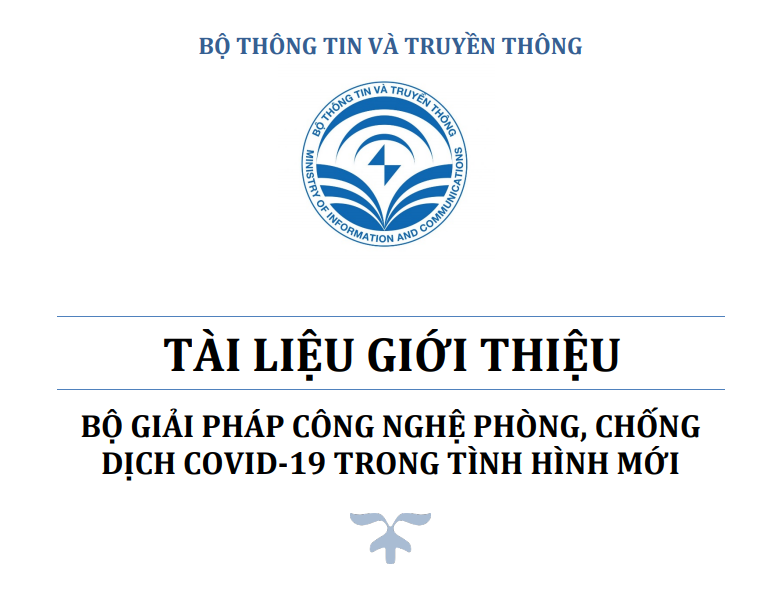 BỘ THÔNG TIN VÀ TRUYỀN THÔNG
BỘ THÔNG TIN VÀ TRUYỂN THÔNG
MINISTRY OF INFORMATION AND COMMUNICATIONS
TÀI LIỆU GIỚI THIỆU
BỘ GIẢI PHÁP CÔNG NGHỆ PHÒNG, CHỐNG
DỊCH COVID-19 TRONG TÌNH HÌNH MỚI